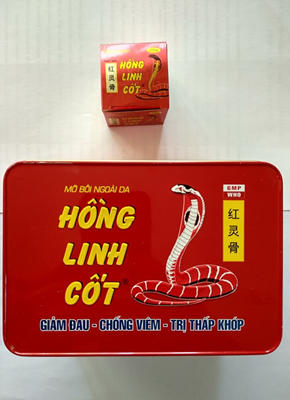 HỒNG
LINH
CỐT
红灵骨
MỠ BÔI NGOÀI DA
HỒNG
LINH
CỐT
GMP
WHO
红灵骨
GIẢM ĐAU - CHỐNG VIÊM - TRỊ THẤP KHỚP